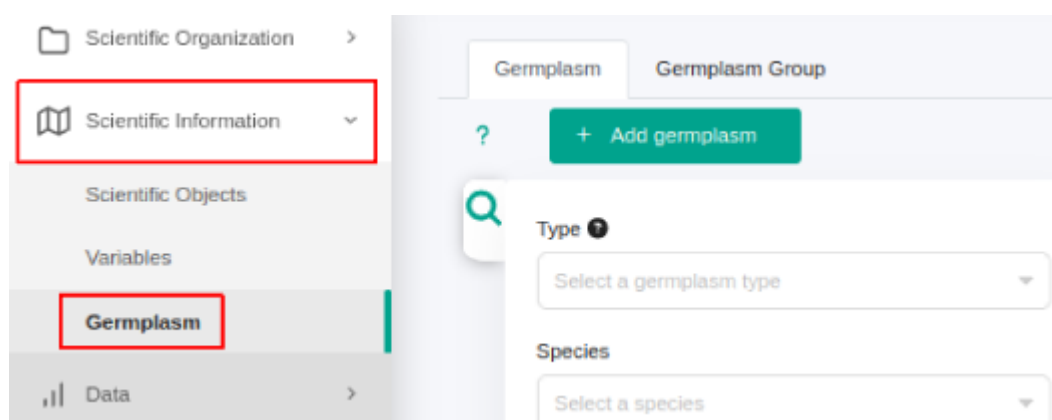 Scientific Organization
Scientific Information
Scientific Objects
Variables
Germplasm
Data
Germplasm Germplasm Group
? + Add germplasm
Type ?
Select a germplasm type
Species
Select a species